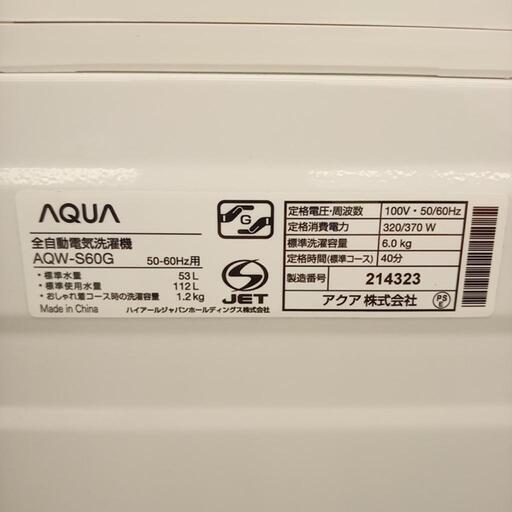 AQUA
全自動電気洗濯機
AQW-S60G 50-60Hz用
・標準水量 53 L
・標準使用水量 112 L
・おしゃれ着コース時の洗濯容量 1.2 kg
Made in China ハイアールジャパンホールディングス株式会社
G
S
JET
定格電圧・周波数 100V・50/60Hz
定格消費電力 320/370 W
標準洗濯容量 6.0 kg
定格時間(標準コース) 40分
製造番号 214323
アクア 株式会社
PS
E